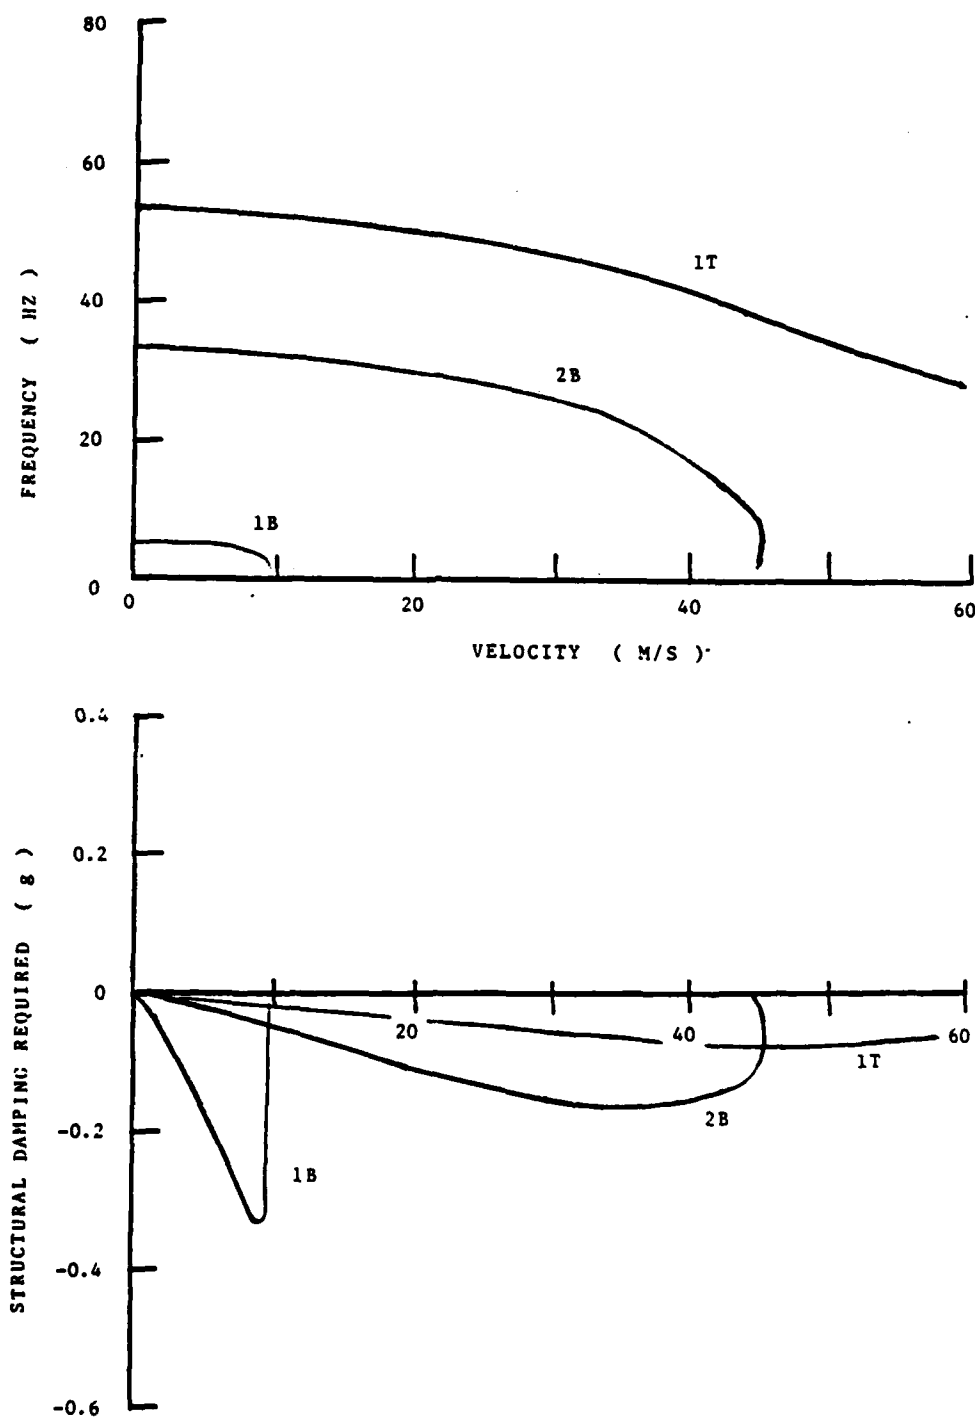 80
60
1T
FREQUENCY ( HZ )
40
2B
20
1B
0
0 20 40 60
VELOCITY ( M/S )
0.4
0.2
STRUCTURAL DAMPING REQUIRED ( g )
0
20 40 60
1T
2B
-0.2
1B
-0.4
-0.6